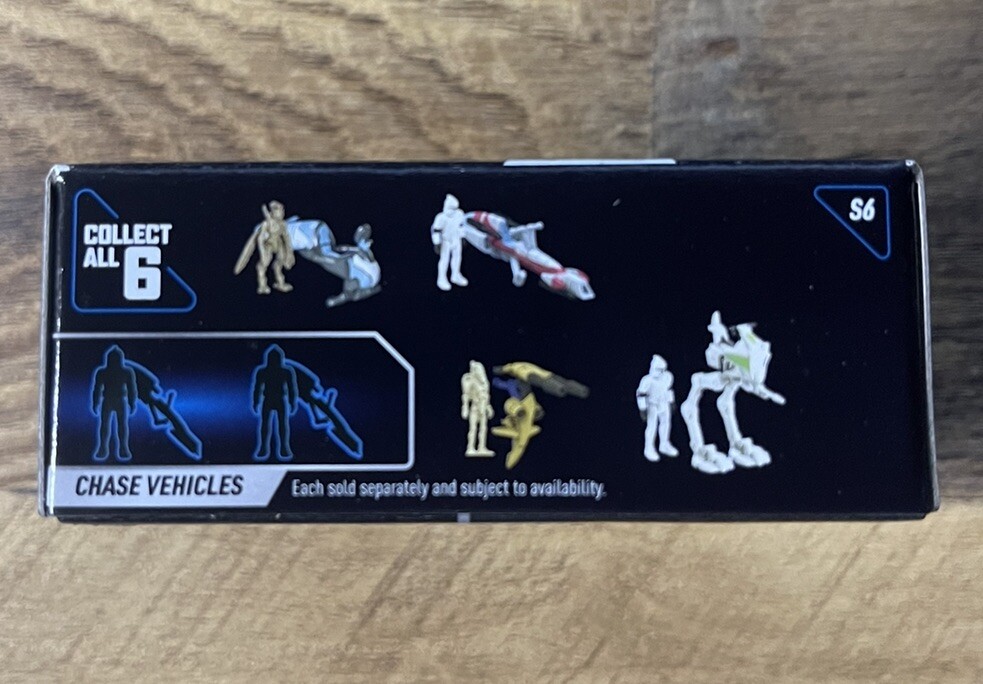 COLLECT
ALL 6
S6
CHASE VEHICLES
Each sold separately and subject to availability.